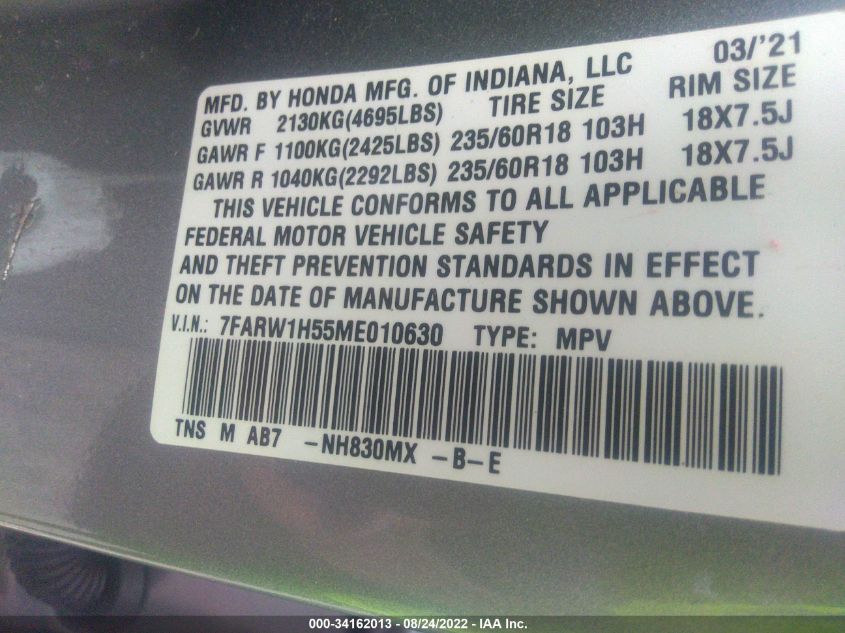 03/'21
MFD. BY HONDA MFG. OF INDIANA, LLC
GVWR 2130KG(4695LBS) TIRE SIZE RIM SIZE
GAWR F 1100KG(2425LBS) 235/60R18 103H 18X7.5J
GAWR R 1040KG(2292LBS) 235/60R18 103H 18X7.5J
THIS VEHICLE CONFORMS TO ALL APPLICABLE
FEDERAL MOTOR VEHICLE SAFETY
AND THEFT PREVENTION STANDARDS IN EFFECT
ON THE DATE OF MANUFACTURE SHOWN ABOVE.
V.I.N.: 7FARW1H55ME010630 TYPE: MPV
TNS M AB7 -NH830MX -B-E
000-34162013 - 08/24/2022 - IAA Inc.